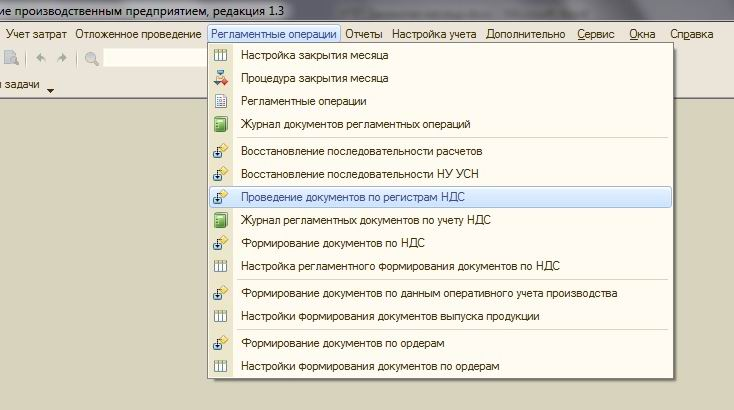 ние производственным предприятием, редакция 1.3
Учет затрат Отложенное проведение Регламентные операции Отчеты Настройка учета Дополнительно Сервис Окна Справка
и задачи
Настройка закрытия месяца
Процедура закрытия месяца
Регламентные операции
Журнал документов регламентных операций
Восстановление последовательности расчетов
Восстановление последовательности НУ УСН
Проведение документов по регистрам НДС
Журнал регламентных документов по учету НДС
Формирование документов по НДС
Настройка регламентного формирования документов по НДС
Формирование документов по данным оперативного учета производства
Настройки формирования документов выпуска продукции
Формирование документов по ордерам
Настройки формирования документов по ордерам